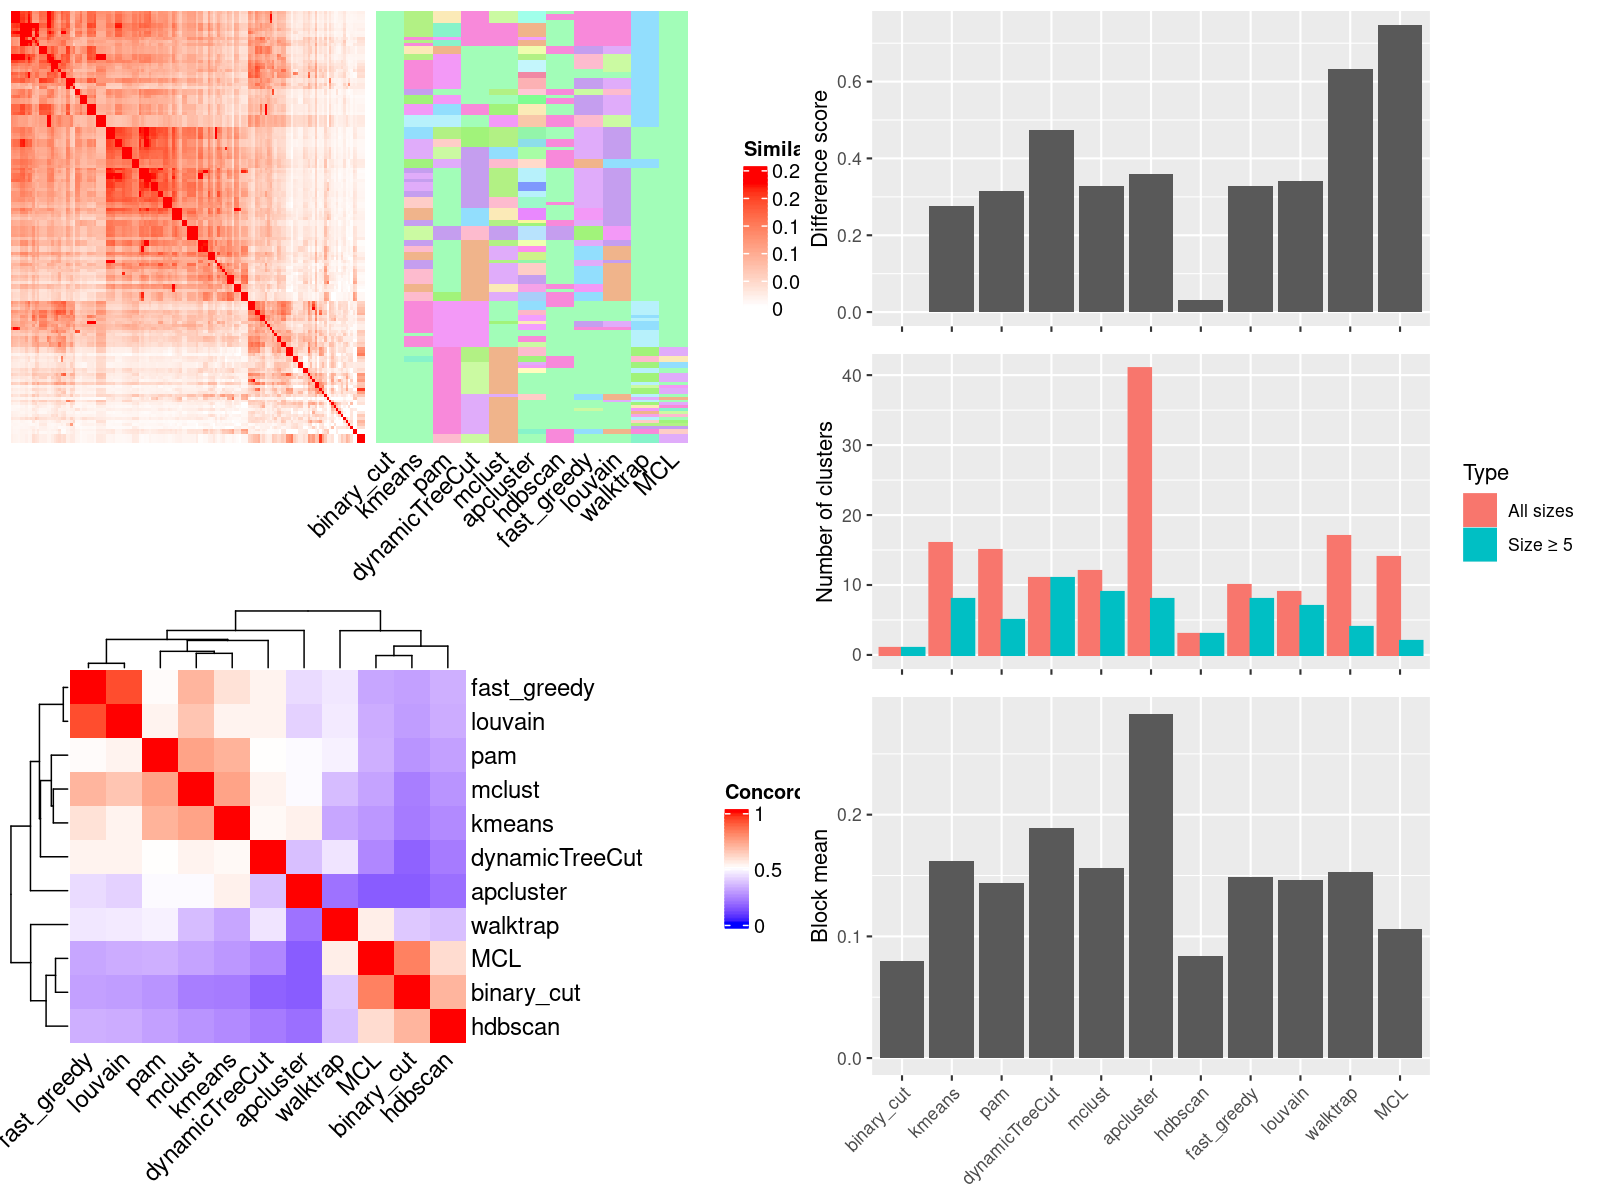 Simila
0.2
0.2
0.1
0.1
0.0
0
binary_cut
kmeans
pam
dynamicTreeCut
mclust
apcluster
hdbscan
fast_greedy
louvain
walktrap
MCL
fast_greedy
louvain
pam
mclust
kmeans
dynamicTreeCut
apcluster
walktrap
MCL
binary_cut
hdbscan
fast_greedy
louvain
pam
mclust
kmeans
dynamicTreeCut
apcluster
walktrap
MCL
binary_cut
hdbscan
Concord
1
0.5
0
Difference score
0.6
0.4
0.2
0.0
Number of clusters
40
30
20
10
0
Type
All sizes
Size ≥ 5
Block mean
0.2
0.1
0.0
binary_cut
kmeans
pam
dynamicTreeCut
mclust
apcluster
hdbscan
fast_greedy
louvain
walktrap
MCL